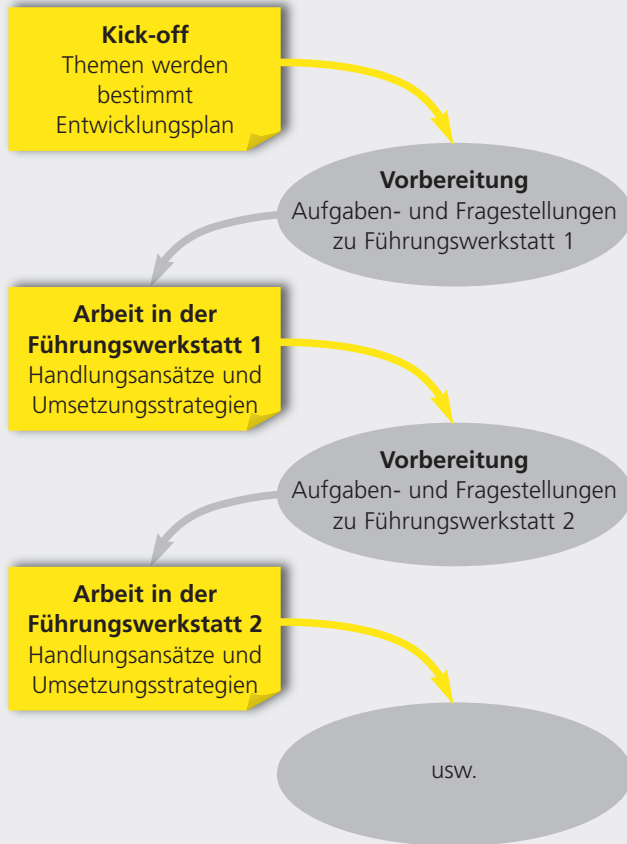 Kick-off
Themen werden
bestimmt
Entwicklungsplan
Vorbereitung
Aufgaben- und Fragestellungen
zu Führungswerkstatt 1
Arbeit in der
Führungswerkstatt 1
Handlungsansätze und
Umsetzungsstrategien
Vorbereitung
Aufgaben- und Fragestellungen
zu Führungswerkstatt 2
Arbeit in der
Führungswerkstatt 2
Handlungsansätze und
Umsetzungsstrategien
usw.